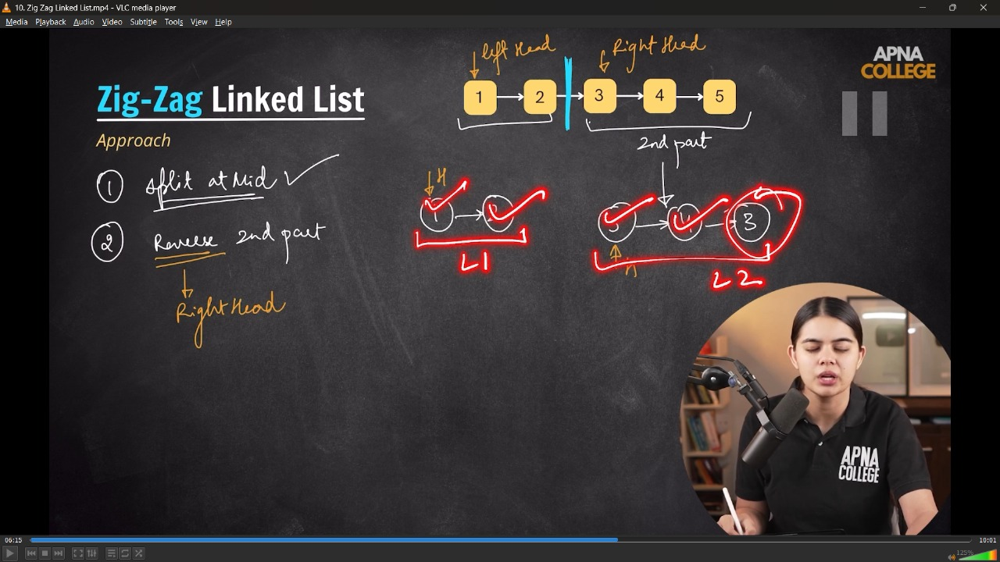 10. Zig Zag Linked List.mp4 - VLC media player
Media Playback Audio Video Subtitle Tools View Help
left Head
Right Head
APNA
COLLEGE
1 2 3 4 5
Zig-Zag Linked List
Approach
2nd part
① Split at Mid
H
1 2
5 4 3
② Reverse 2nd part
L1
L2
Right Head
APNA
COLLEGE
06:15
10:01
125%